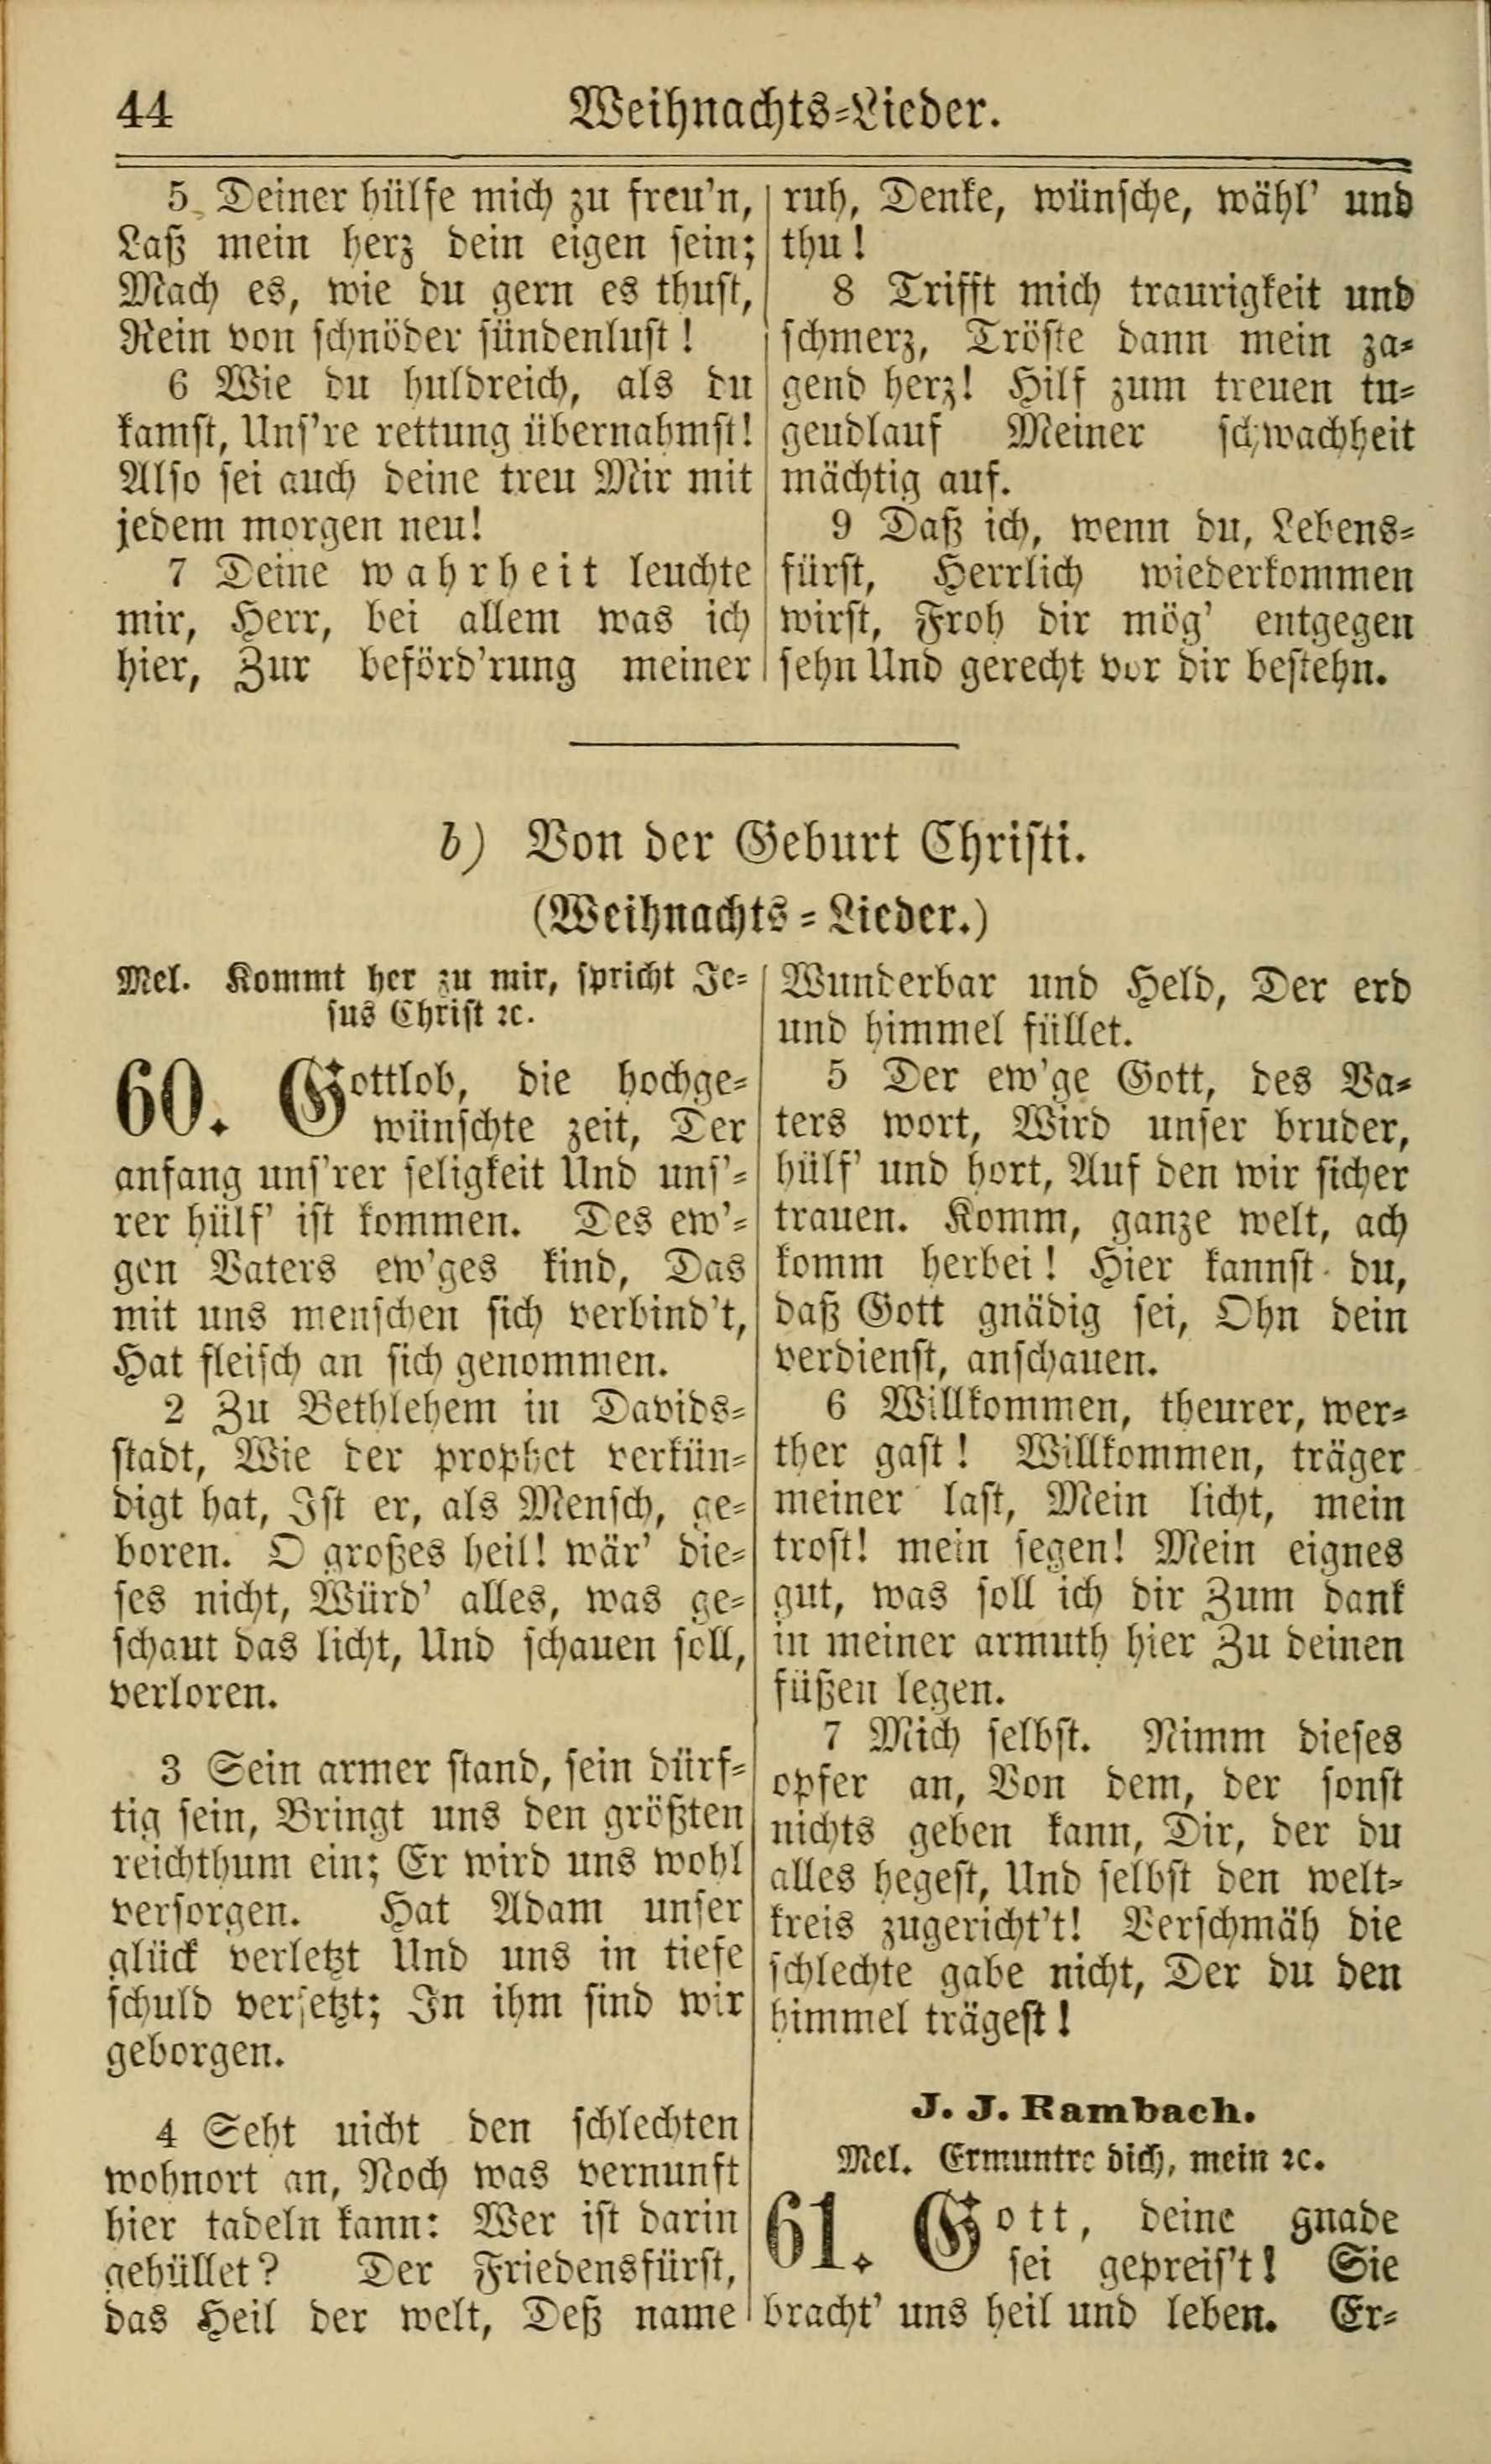 44
Weihnachts-Lieder.
5 Deiner hülfe mich zu freu'n,
Laß mein herz dein eigen sein;
Mach es, wie du gern es thust,
Rein von schnöder sündenlust!
6 Wie du huldreich, als du
kamst, Uns're rettung übernahmst!
Also sei auch deine treu Mir mit
jedem morgen neu!
7 Deine wahrheit leuchte
mir, Herr, bei allem was ich
hier, Zur beförd'rung meiner
ruh, Denke, wünsche, wähl' und
thu!
8 Trifft mich traurigkeit und
schmerz, Tröste dann mein za-
gend herz! Hilf zum treuen tu-
gendlauf Meiner schwachheit
mächtig auf.
9 Daß ich, wenn du, Lebens-
fürst, Herrlich wiederkommen
wirst, Froh dir mög' entgegen
sehn Und gerecht vor dir bestehn.
b) Von der Geburt Christi.
(Weihnachts-Lieder.)
Mel. Kommt her zu mir, spricht Je-
sus Christ ꝛc.
60. Gottlob, die hochge-
wünschte zeit, Der
anfang uns'rer seligkeit Und uns'-
rer hülf' ist kommen. Des ew'-
gen Vaters ew'ges kind, Das
mit uns menschen sich verbind't,
Hat fleisch an sich genommen.
2 Zu Bethlehem in Davids-
stadt, Wie der prophet verkün-
digt hat, Ist er, als Mensch, ge-
boren. O großes heil! wär' die-
ses nicht, Würd' alles, was ge-
schaut das licht, Und schauen soll,
verloren.
3 Sein armer stand, sein dürf-
tig sein, Bringt uns den größten
reichthum ein; Er wird uns wohl
versorgen. Hat Adam unser
glück verletzt Und uns in tiefe
schuld versetzt; In ihm sind wir
geborgen.
4 Seht nicht den schlechten
wohnort an, Noch was vernunft
hier tadeln kann: Wer ist darin
gehüllet? Der Friedensfürst,
das Heil der welt, Deß name
Wunderbar und Held, Der erd
und himmel füllet.
5 Der ew'ge Gott, des Va-
ters wort, Wird unser bruder,
hülf' und hort, Auf den wir sicher
trauen. Komm, ganze welt, ach
komm herbei! Hier kannst du,
daß Gott gnädig sei, Ohn dein
verdienst, anschauen.
6 Willkommen, theurer, wer-
ther gast! Willkommen, träger
meiner last, Mein licht, mein
trost! mein segen! Mein eignes
gut, was soll ich dir Zum dank
in meiner armuth hier Zu deinen
füßen legen.
7 Mich selbst. Nimm dieses
opfer an, Von dem, der sonst
nichts geben kann, Dir, der du
alles hegest, Und selbst den welt-
kreis zugericht't! Verschmäh die
schlechte gabe nicht, Der du den
himmel trägest!
J. J. Rambach.
Mel. Ermuntre dich, mein ꝛc.
61. Gott, deine gnade
sei gepreis't! Sie
bracht' uns heil und leben. Er-